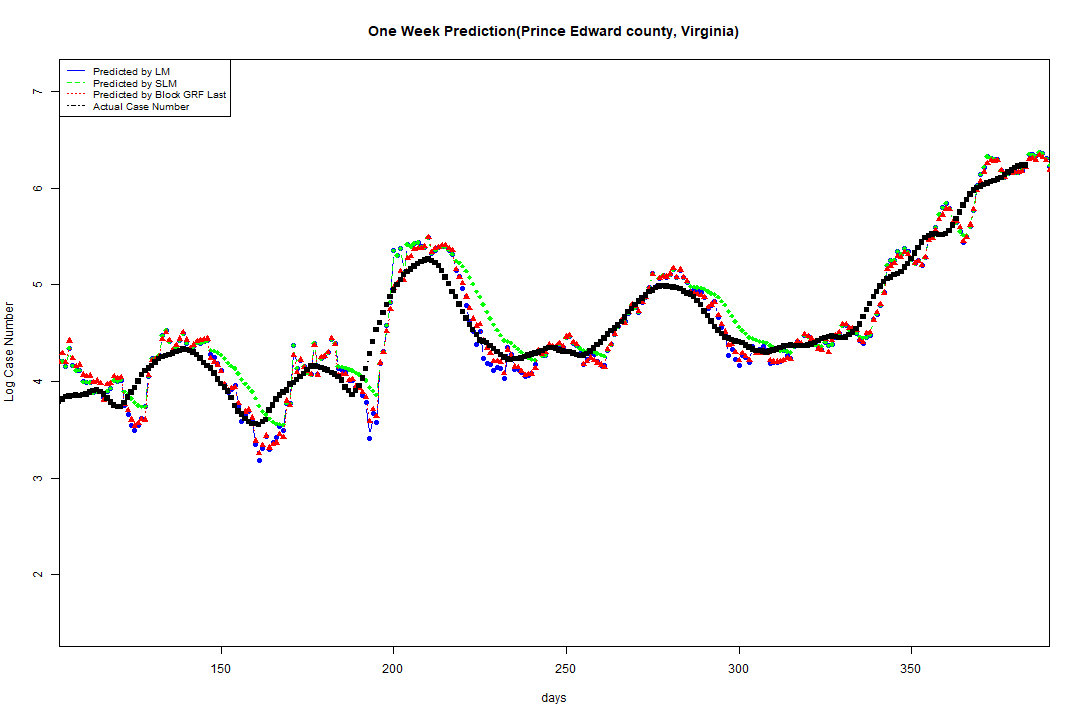 One Week Prediction(Prince Edward county, Virginia)
Predicted by LM
Predicted by SLM
Predicted by Block GRF Last
Actual Case Number
7
6
5
4
3
2
Log Case Number
150 200 250 300 350
days